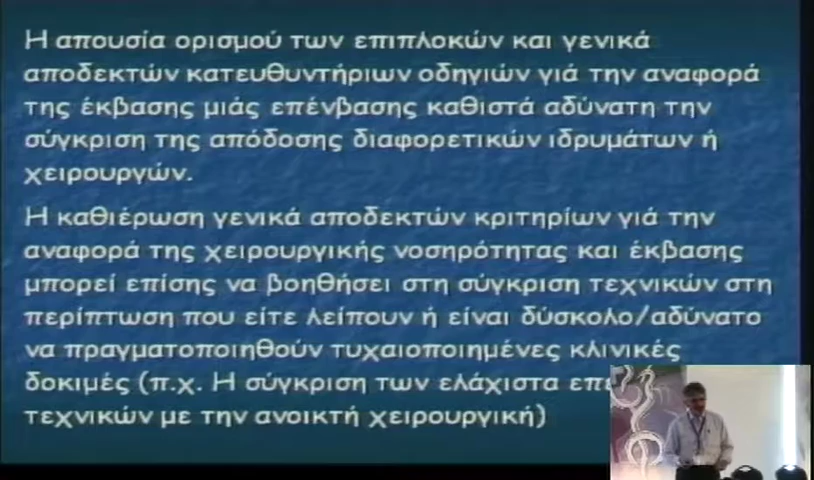 Η απουσία ορισμού των επιπλοκών και γενικά
αποδεκτών κατευθυντήριων οδηγιών γιά την αναφορά
της έκβασης μιάς επένβασης καθιστά αδύνατη την
σύγκριση της απόδοσης διαφορετικών ιδρυμάτων ή
χειρουργών.
Η καθιέρωση γενικά αποδεκτών κριτηρίων γιά την
αναφορά της χειρουργικής νοσηρότητας και έκβασης
μπορεί επίσης να βοηθήσει στη σύγκριση τεχνικών στη
περίπτωση που είτε λείπουν ή είναι δύσκολο/αδύνατο
να πραγματοποιηθούν τυχαιοποιημένες κλινικές
δοκιμές (π.χ. Η σύγκριση των ελάχιστα
τεχνικών με την ανοικτή χειρουργική)